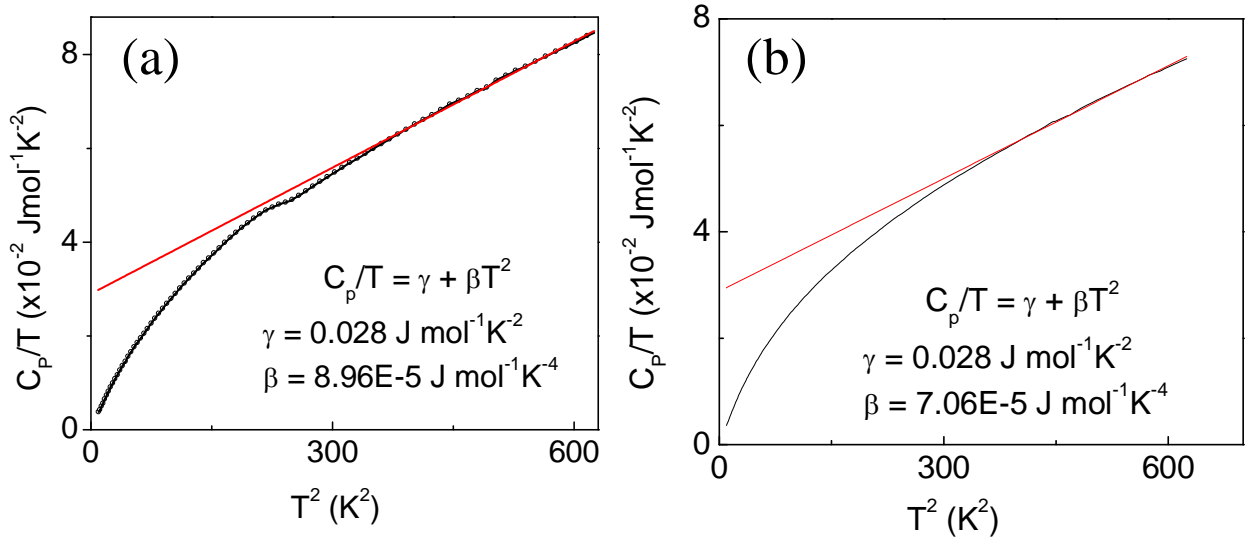 (a)
C_P/T (x10^-2 Jmol^-1K^-2)
8
4
0
C_p/T = γ + βT^2
γ = 0.028 J mol^-1K^-2
β = 8.96E-5 J mol^-1K^-4
0 300 600
T^2 (K^2)
(b)
C_P/T (x10^-2 Jmol^-1K^-2)
8
4
0
C_p/T = γ + βT^2
γ = 0.028 J mol^-1K^-2
β = 7.06E-5 J mol^-1K^-4
0 300 600
T^2 (K^2)